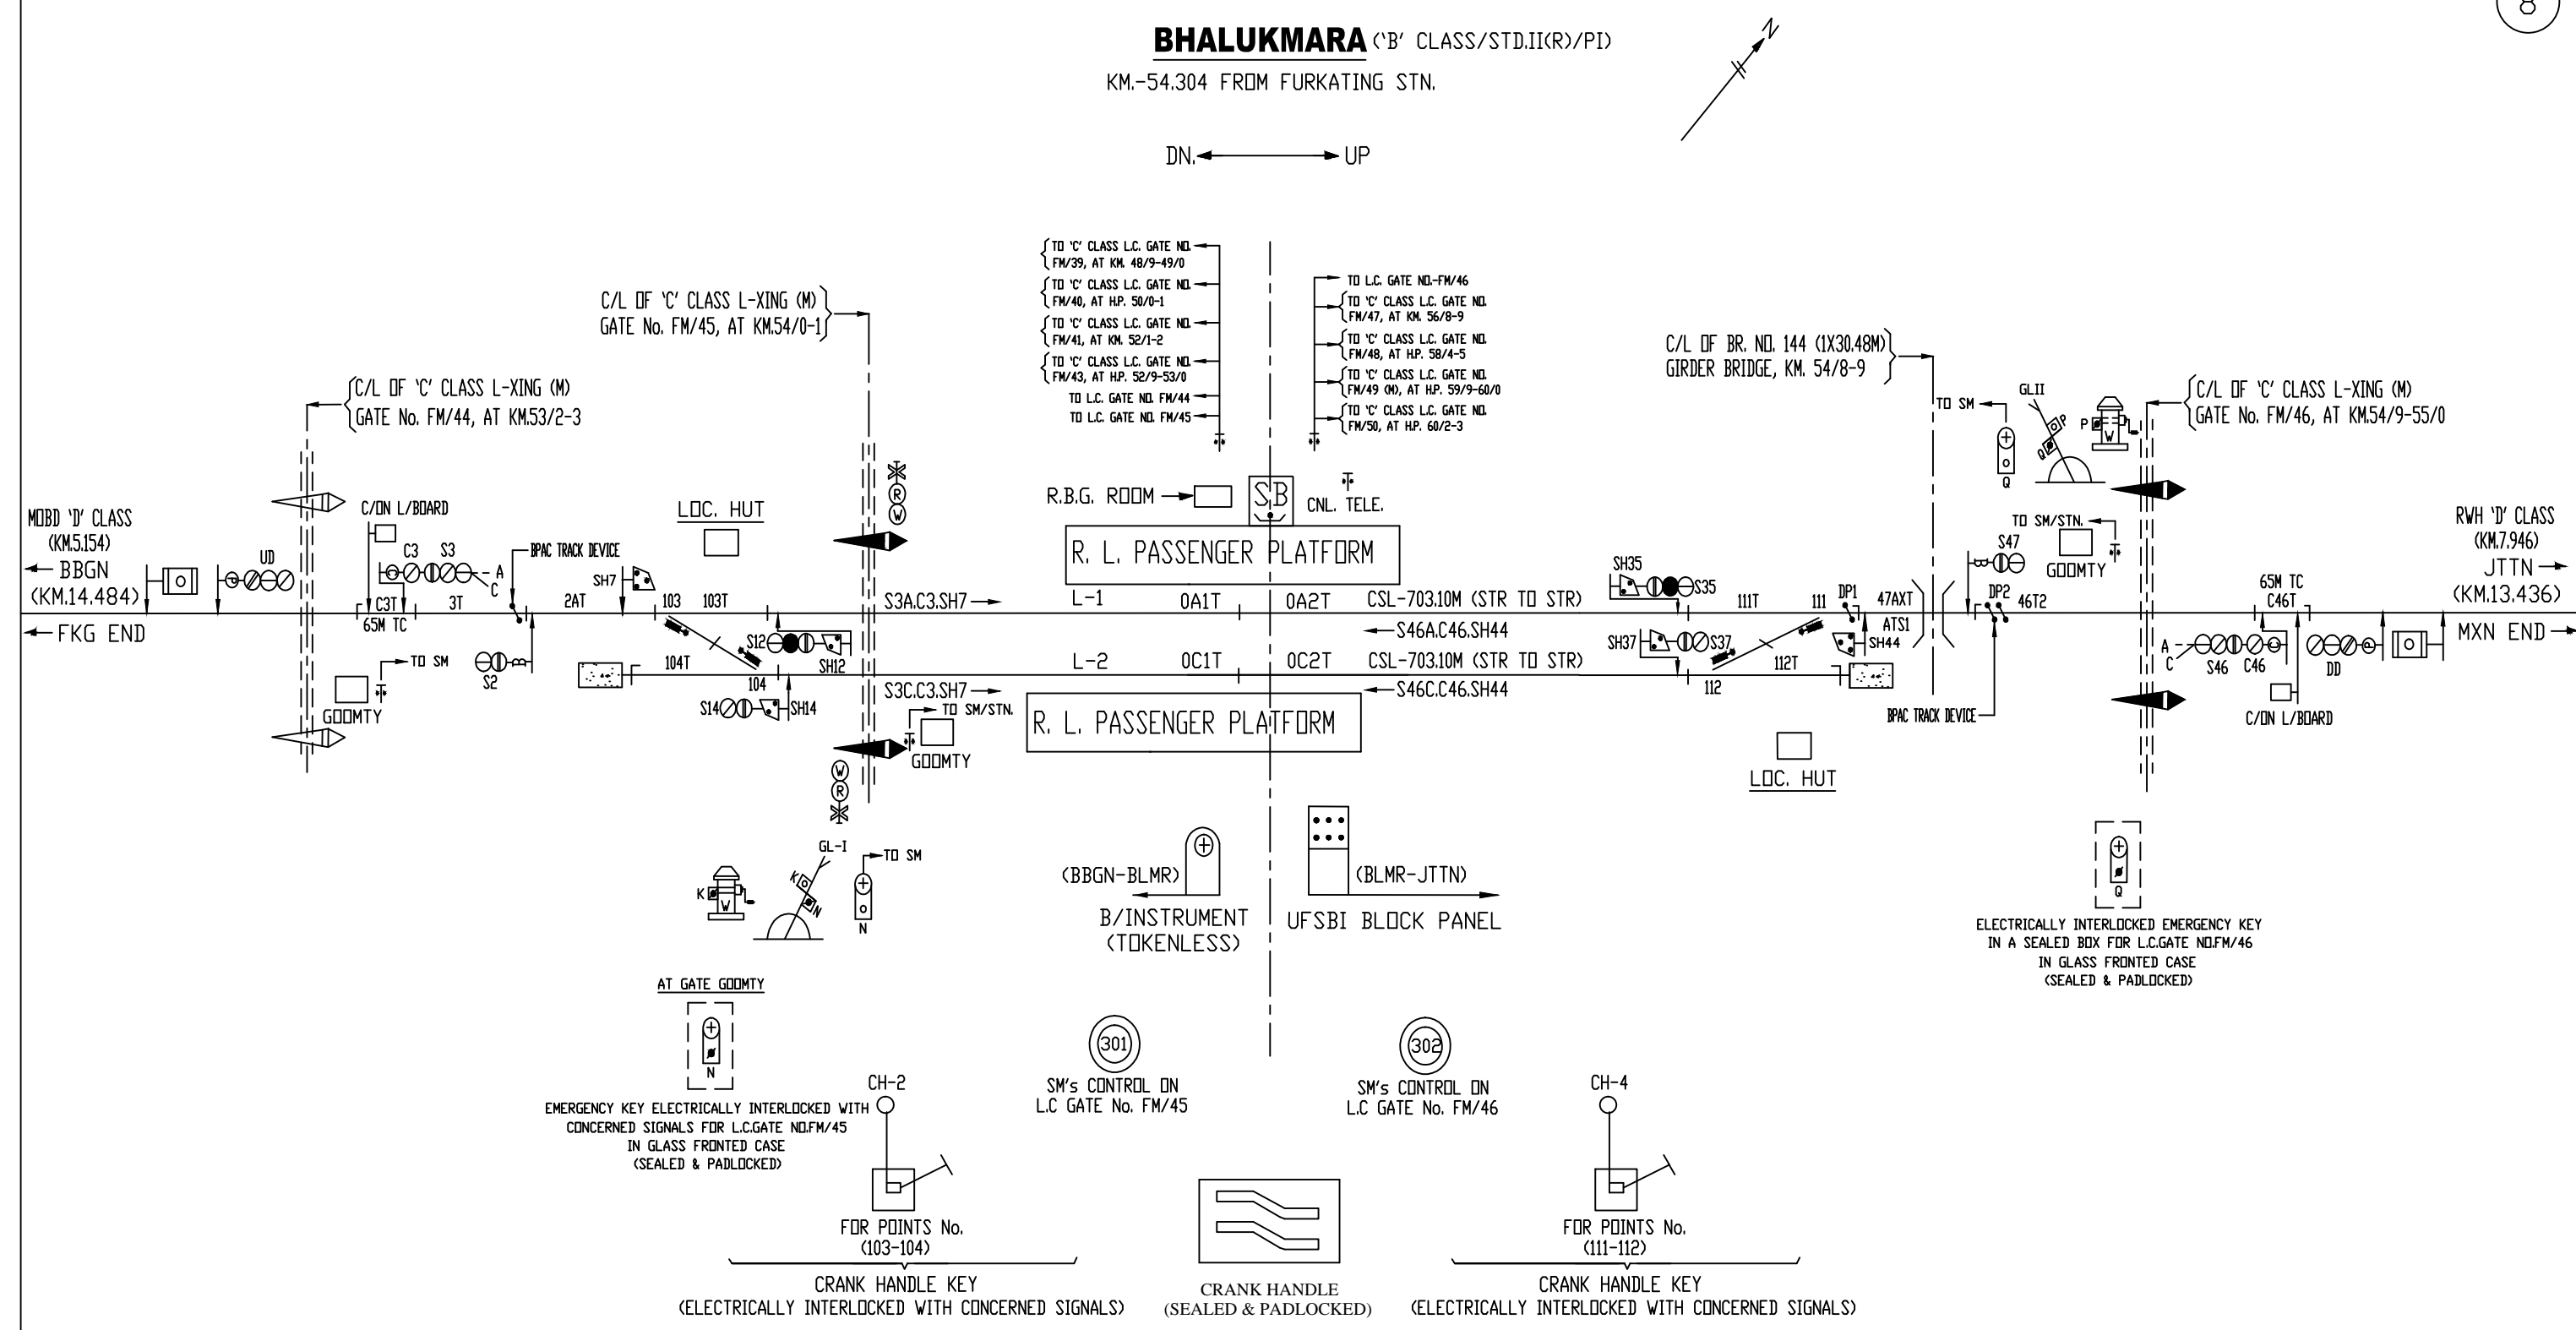 8
BHALUKMARA ('B' CLASS/STD.II(R)/PI)
KM.-54.304 FROM FURKATING STN.
N
DN. UP
TO 'C' CLASS L.C. GATE NO.
FM/39, AT KM. 48/9-49/0
TO 'C' CLASS L.C. GATE NO.
FM/40, AT H.P. 50/0-1
TO 'C' CLASS L.C. GATE NO.
FM/41, AT KM. 52/1-2
TO 'C' CLASS L.C. GATE NO.
FM/43, AT H.P. 52/9-53/0
TO L.C. GATE NO. FM/44
TO L.C. GATE NO. FM/45
TO L.C. GATE NO.-FM/46
TO 'C' CLASS L.C. GATE NO.
FM/47, AT KM. 56/8-9
TO 'C' CLASS L.C. GATE NO.
FM/48, AT H.P. 58/4-5
TO 'C' CLASS L.C. GATE NO.
FM/49 (M), AT H.P. 59/9-60/0
TO 'C' CLASS L.C. GATE NO.
FM/50, AT H.P. 60/2-3
C/L OF 'C' CLASS L-XING (M)
GATE No. FM/45, AT KM.54/0-1
C/L OF 'C' CLASS L-XING (M)
GATE No. FM/44, AT KM.53/2-3
C/L OF BR. NO. 144 (1X30.48M)
GIRDER BRIDGE, KM. 54/8-9
C/L OF 'C' CLASS L-XING (M)
GATE No. FM/46, AT KM.54/9-55/0
TO SM
Q
GLII
P
Q
P
W
R
W
MOBD 'D' CLASS
(KM.5.154)
BBGN
(KM.14.484)
FKG END
UD
P
C/ON L/BOARD
C3 S3
C
A
C
BPAC TRACK DEVICE
LOC. HUT
SH7
R.B.G. ROOM
SB
CNL. TELE.
R. L. PASSENGER PLATFORM
SH35
S35
S47
B
TO SM/STN.
GOOMTY
RWH 'D' CLASS
(KM.7.946)
JTTN
(KM.13.436)
MXN END
C3T
65M TC
3T
2AT
103 103T
S3A.C3.SH7
L-1
0A1T 0A2T
CSL-703.10M (STR TO STR)
111T 111
DP1
47AXT
ATS1
DP2
46T2
65M TC
C46T
S46A.C46.SH44
TO SM
GOOMTY
S2
B
104T
104
S12
SH12
S14
SH14
S3C.C3.SH7
L-2
0C1T 0C2T
CSL-703.10M (STR TO STR)
S46C.C46.SH44
SH37
S37
112T
112
SH44
BPAC TRACK DEVICE
A
C
S46 C46
C
DD
P
C/ON L/BOARD
TO SM/STN.
GOOMTY
R. L. PASSENGER PLATFORM
LOC. HUT
W
R
GL-I
TO SM
K
W
K
N
N
(BBGN-BLMR)
B/INSTRUMENT
(TOKENLESS)
(BLMR-JTTN)
UFSBI BLOCK PANEL
Q
ELECTRICALLY INTERLOCKED EMERGENCY KEY
IN A SEALED BOX FOR L.C.GATE NO.FM/46
IN GLASS FRONTED CASE
(SEALED & PADLOCKED)
AT GATE GOOMTY
N
EMERGENCY KEY ELECTRICALLY INTERLOCKED WITH
CONCERNED SIGNALS FOR L.C.GATE NO.FM/45
IN GLASS FRONTED CASE
(SEALED & PADLOCKED)
301
SM's CONTROL ON
L.C GATE No. FM/45
302
SM's CONTROL ON
L.C GATE No. FM/46
CH-2
FOR POINTS No.
(103-104)
CRANK HANDLE KEY
(ELECTRICALLY INTERLOCKED WITH CONCERNED SIGNALS)
CRANK HANDLE
(SEALED & PADLOCKED)
CH-4
FOR POINTS No.
(111-112)
CRANK HANDLE KEY
(ELECTRICALLY INTERLOCKED WITH CONCERNED SIGNALS)